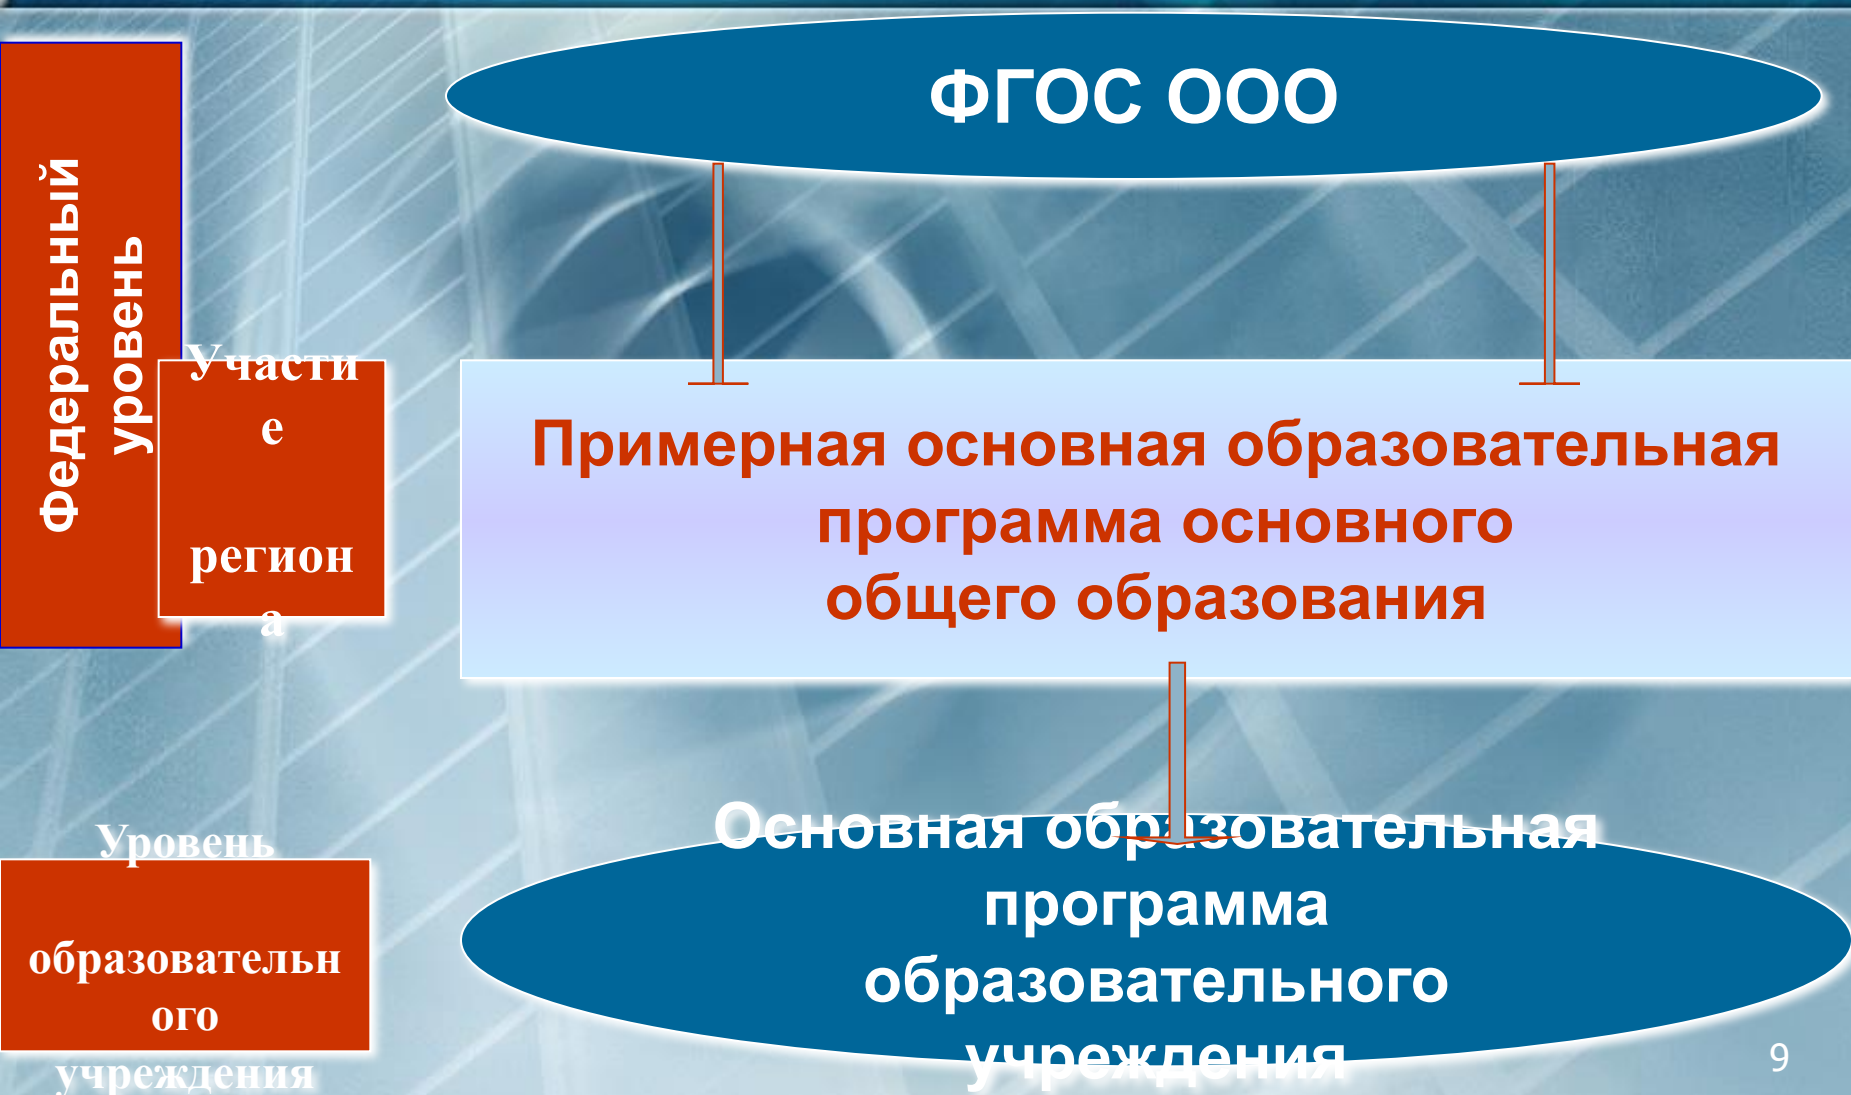 ФГОС ООО
Федеральный
уровень
Участи
е
регион
а
Примерная основная образовательная
программа основного
общего образования
Уровень
образовательн
ого
учреждения
Основная образовательная
программа
образовательного
учреждения
9